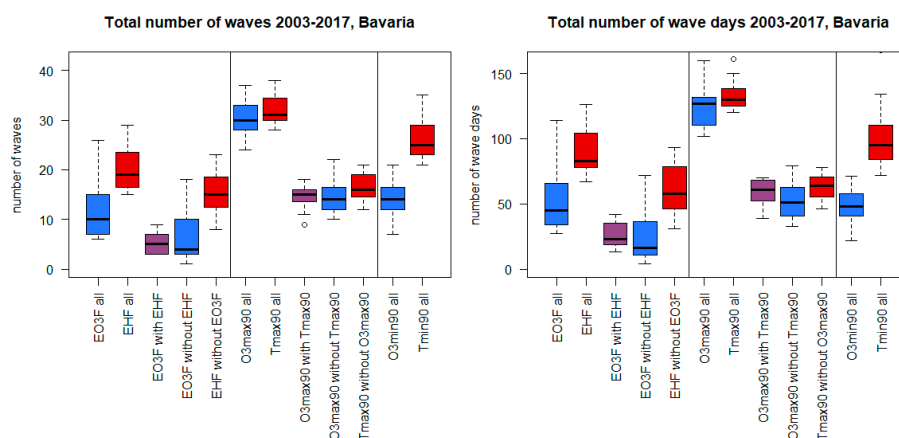 Total number of waves 2003-2017, Bavaria
number of waves
40
30
20
10
0
EO3F all
EHF all
EO3F with EHF
EO3F without EHF
EHF without EO3F
O3max90 all
Tmax90 all
O3max90 with Tmax90
O3max90 without Tmax90
Tmax90 without O3max90
O3min90 all
Tmin90 all
Total number of wave days 2003-2017, Bavaria
number of wave days
150
100
50
0
EO3F all
EHF all
EO3F with EHF
EO3F without EHF
EHF without EO3F
O3max90 all
Tmax90 all
O3max90 with Tmax90
O3max90 without Tmax90
Tmax90 without O3max90
O3min90 all
Tmin90 all